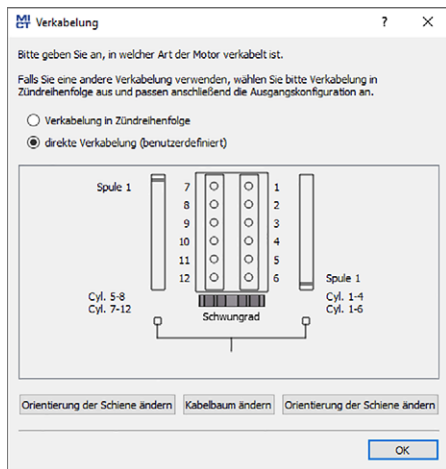 MICT Verkabelung ? ×
Bitte geben Sie an, in welcher Art der Motor verkabelt ist.
Falls Sie eine andere Verkabelung verwenden, wählen Sie bitte Verkabelung in
Zündreihenfolge aus und passen anschließend die Ausgangskonfiguration an.
Verkabelung in Zündreihenfolge
direkte Verkabelung (benutzerdefiniert)
Spule 1 7 1
8 2
9 3
10 4
11 5
12 6 Spule 1
Cyl. 5-8 Cyl. 1-4
Cyl. 7-12 Cyl. 1-6
Schwungrad
Orientierung der Schiene ändern Kabelbaum ändern Orientierung der Schiene ändern
OK